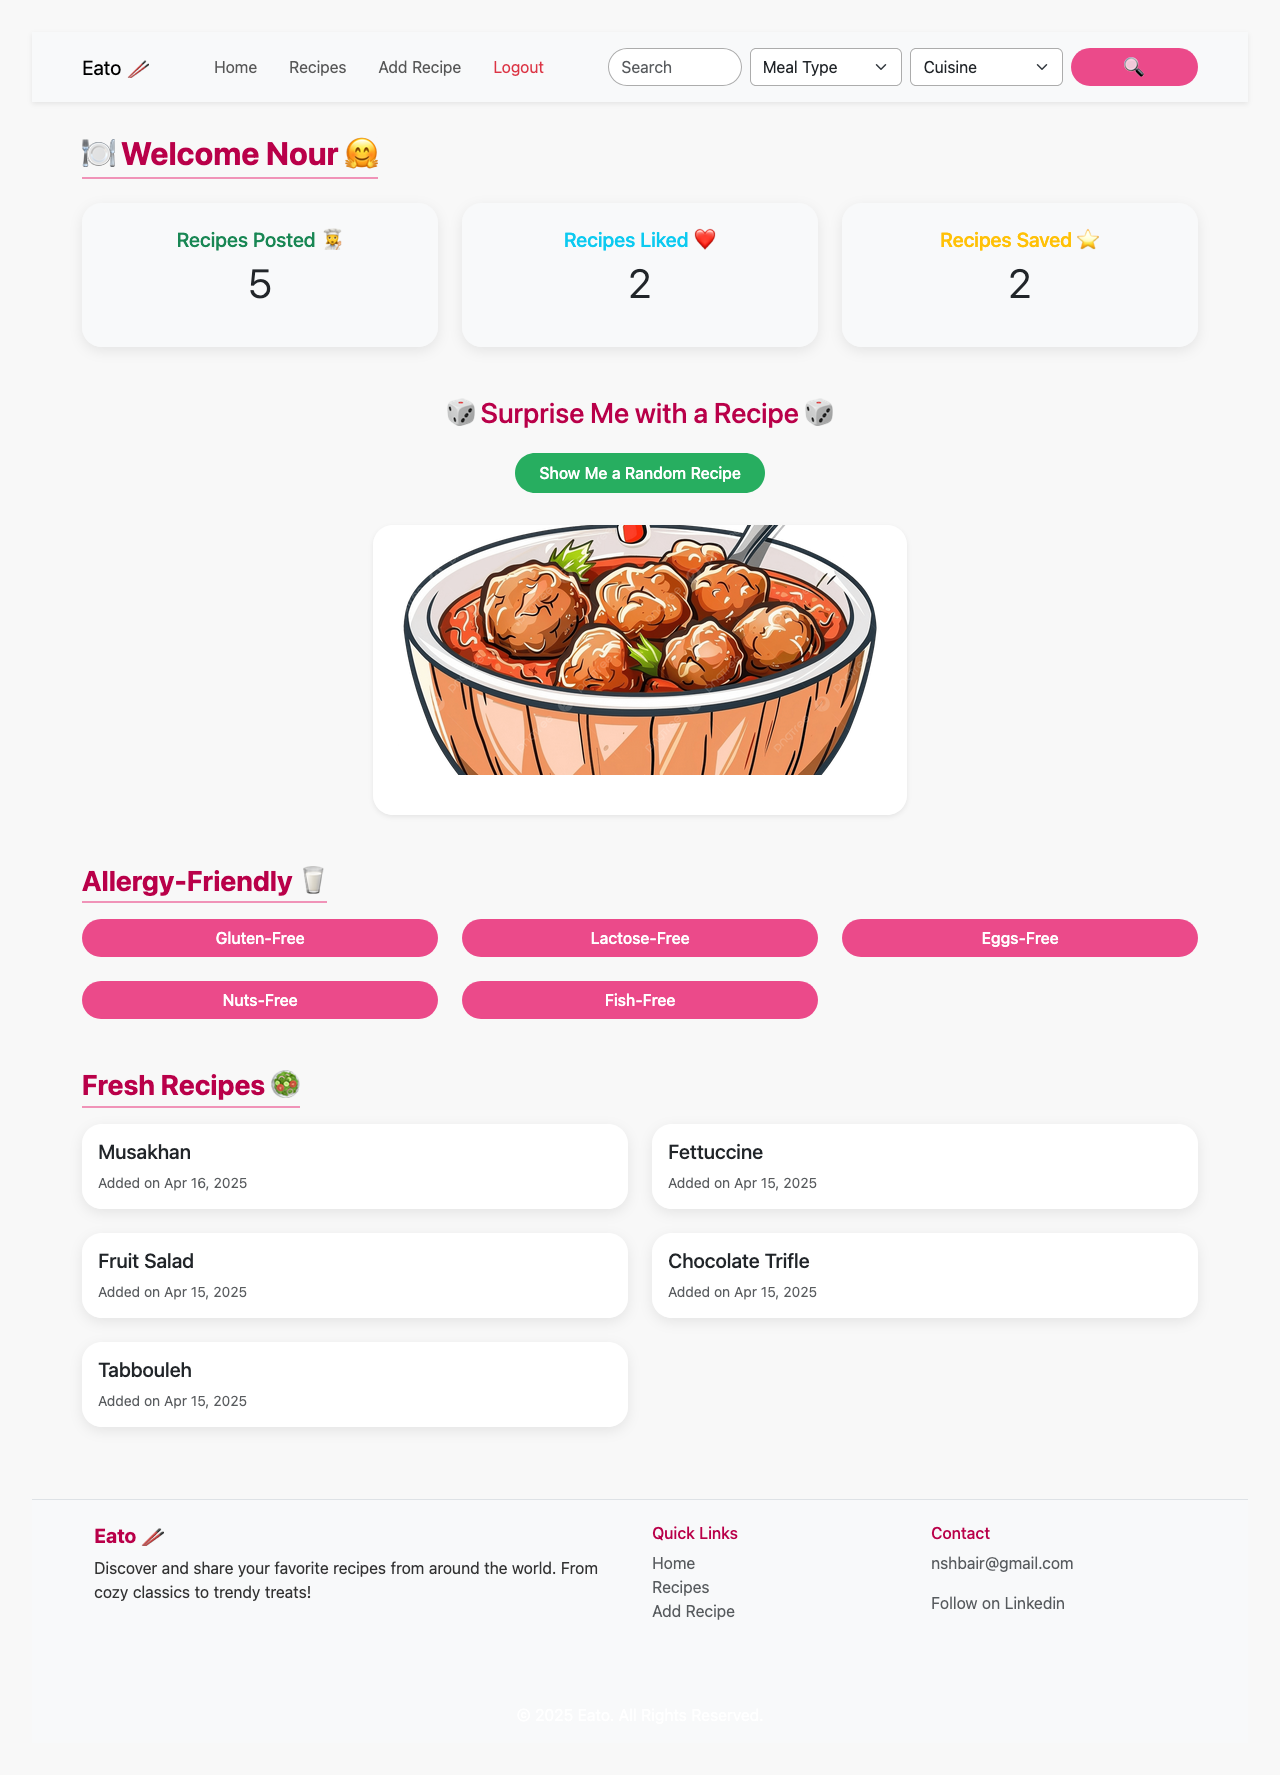 Eato 🥢
Home
Recipes
Add Recipe
Logout
Search
Meal Type
Cuisine
🔍
🍽️ Welcome Nour 🤗
Recipes Posted 👩‍🍳
5
Recipes Liked ❤️
2
Recipes Saved ⭐
2
🎲 Surprise Me with a Recipe 🎲
Show Me a Random Recipe
Allergy-Friendly 🥛
Gluten-Free
Lactose-Free
Eggs-Free
Nuts-Free
Fish-Free
Fresh Recipes 🥗
Musakhan
Added on Apr 16, 2025
Fettuccine
Added on Apr 15, 2025
Fruit Salad
Added on Apr 15, 2025
Chocolate Trifle
Added on Apr 15, 2025
Tabbouleh
Added on Apr 15, 2025
Eato 🥢
Discover and share your favorite recipes from around the world. From
cozy classics to trendy treats!
Quick Links
Home
Recipes
Add Recipe
Contact
nshbair@gmail.com
Follow on Linkedin
© 2025 Eato. All Rights Reserved.